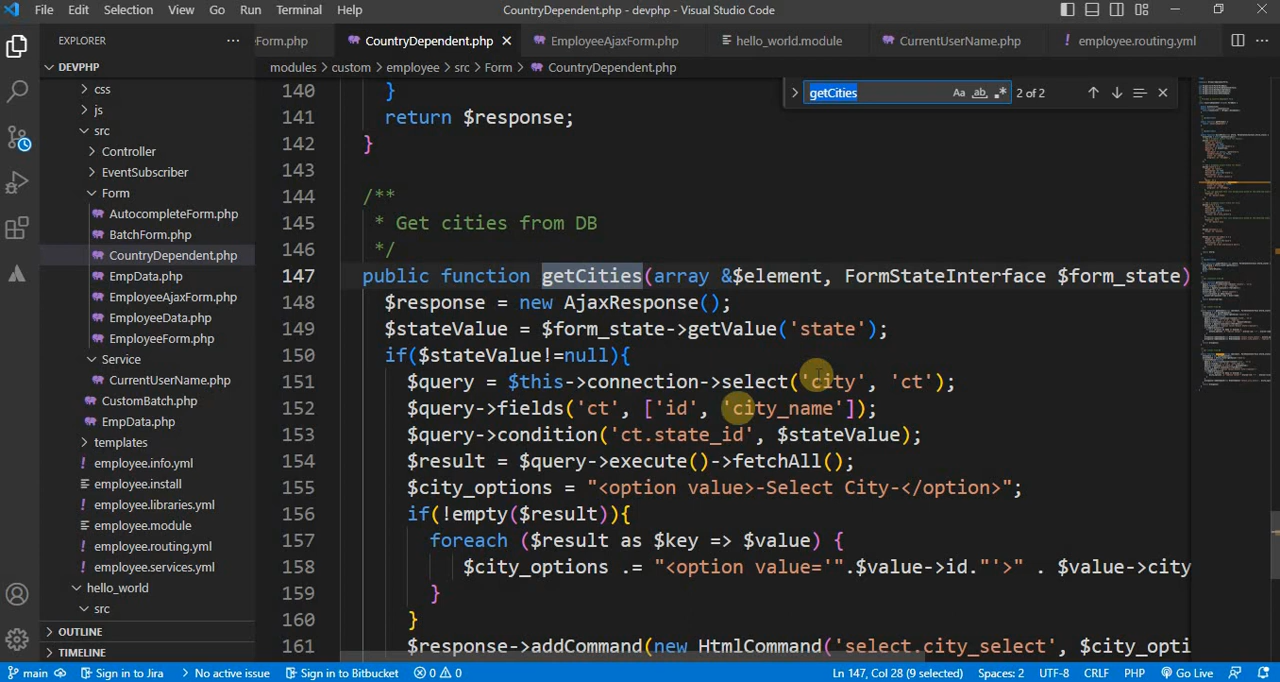 File Edit Selection View Go Run Terminal Help CountryDependent.php - devphp - Visual Studio Code
EXPLORER
eForm.php CountryDependent.php EmployeeAjaxForm.php hello_world.module CurrentUserName.php employee.routing.yml
DEVPHP
modules > custom > employee > src > Form > CountryDependent.php
getCities Aa ab .* 2 of 2
css
js
src
Controller
EventSubscriber
Form
AutocompleteForm.php
BatchForm.php
CountryDependent.php
EmpData.php
EmployeeAjaxForm.php
EmployeeData.php
EmployeeForm.php
Service
CurrentUserName.php
CustomBatch.php
EmpData.php
templates
employee.info.yml
employee.install
employee.libraries.yml
employee.module
employee.routing.yml
employee.services.yml
hello_world
src
OUTLINE
TIMELINE
140 }
141 return $response;
142 }
143
144 /**
145 * Get cities from DB
146 */
147 public function getCities(array &$element, FormStateInterface $form_state)
148 $response = new AjaxResponse();
149 $stateValue = $form_state->getValue('state');
150 if($stateValue!=null){
151 $query = $this->connection->select('city', 'ct');
152 $query->fields('ct', ['id', 'city_name']);
153 $query->condition('ct.state_id', $stateValue);
154 $result = $query->execute()->fetchAll();
155 $city_options = "<option value>-Select City-</option>";
156 if(!empty($result)){
157 foreach ($result as $key => $value) {
158 $city_options .= "<option value='".$value->id."'>" . $value->city
159 }
160 }
161 $response->addCommand(new HtmlCommand('select.city_select', $city_opti
main Sign in to Jira No active issue Sign in to Bitbucket 0 0 Ln 147, Col 28 (9 selected) Spaces: 2 UTF-8 CRLF PHP Go Live